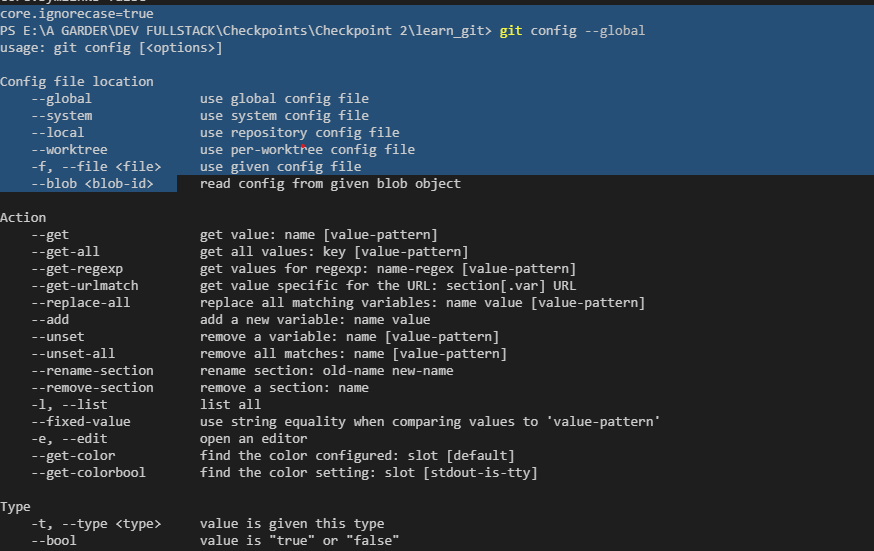 core.ignorecase=true
PS E:\A GARDER\DEV FULLSTACK\Checkpoints\Checkpoint 2\learn_git> git config --global
usage: git config [<options>]
Config file location
--global use global config file
--system use system config file
--local use repository config file
--worktree use per-worktree config file
-f, --file <file> use given config file
--blob <blob-id> read config from given blob object
Action
--get get value: name [value-pattern]
--get-all get all values: key [value-pattern]
--get-regexp get values for regexp: name-regex [value-pattern]
--get-urlmatch get value specific for the URL: section[.var] URL
--replace-all replace all matching variables: name value [value-pattern]
--add add a new variable: name value
--unset remove a variable: name [value-pattern]
--unset-all remove all matches: name [value-pattern]
--rename-section rename section: old-name new-name
--remove-section remove a section: name
-l, --list list all
--fixed-value use string equality when comparing values to 'value-pattern'
-e, --edit open an editor
--get-color find the color configured: slot [default]
--get-colorbool find the color setting: slot [stdout-is-tty]
Type
-t, --type <type> value is given this type
--bool value is "true" or "false"